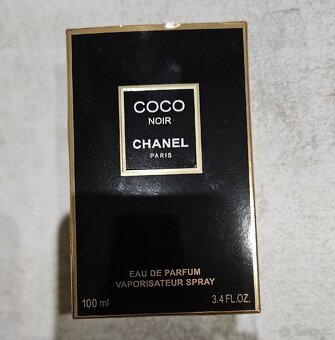 COCO
NOIR
CHANEL
PARIS
EAU DE PARFUM
VAPORISATEUR SPRAY
100 ml 3.4 FL.OZ.